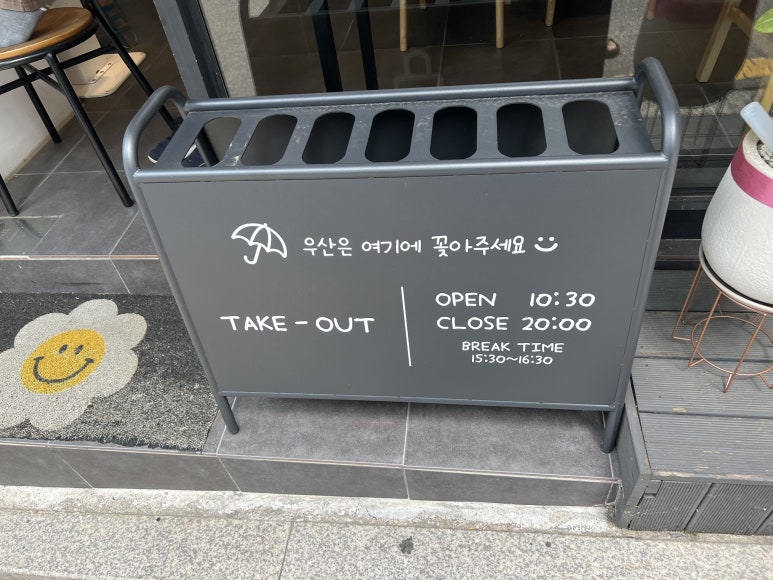 우산은 여기에 꽂아주세요
TAKE-OUT
OPEN 10:30
CLOSE 20:00
BREAK TIME
15:30~16:30